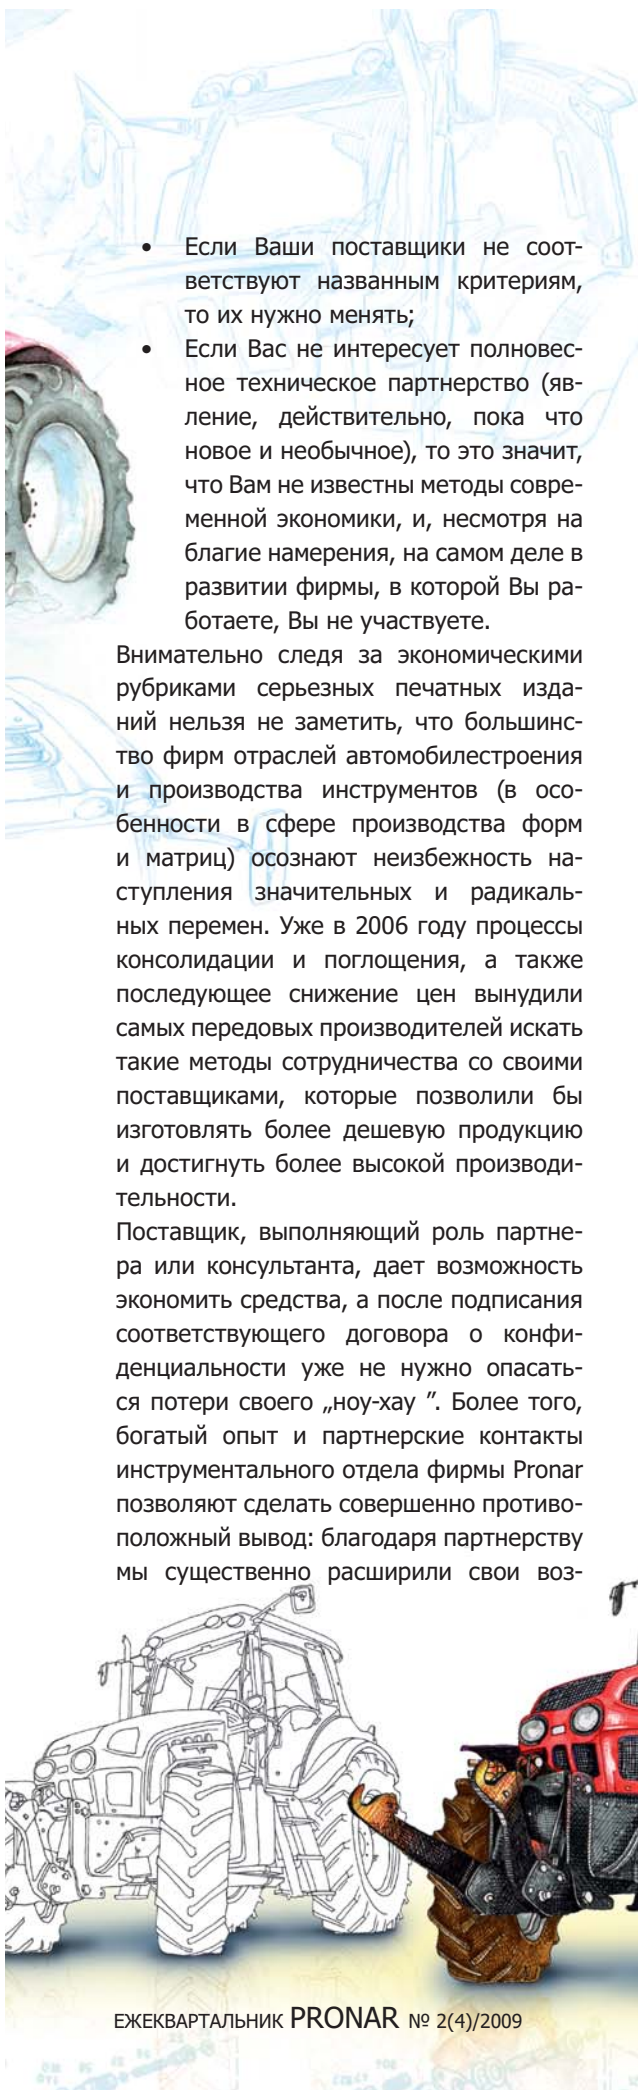 • Если Ваши поставщики не соот-
ветствуют названным критериям,
то их нужно менять;
• Если Вас не интересует полновес-
ное техническое партнерство (яв-
ление, действительно, пока что
новое и необычное), то это значит,
что Вам не известны методы совре-
менной экономики, и, несмотря на
благие намерения, на самом деле в
развитии фирмы, в которой Вы ра-
ботаете, Вы не участвуете.
Внимательно следя за экономическими
рубриками серьезных печатных изда-
ний нельзя не заметить, что большинс-
тво фирм отраслей автомобилестроения
и производства инструментов (в осо-
бенности в сфере производства форм
и матриц) осознают неизбежность на-
ступления значительных и радикаль-
ных перемен. Уже в 2006 году процессы
консолидации и поглощения, а также
последующее снижение цен вынудили
самых передовых производителей искать
такие методы сотрудничества со своими
поставщиками, которые позволили бы
изготовлять более дешевую продукцию
и достигнуть более высокой производи-
тельности.
Поставщик, выполняющий роль партне-
ра или консультанта, дает возможность
экономить средства, а после подписания
соответствующего договора о конфи-
денциальности уже не нужно опасать-
ся потери своего „ноу-хау ”. Более того,
богатый опыт и партнерские контакты
инструментального отдела фирмы Pronar
позволяют сделать совершенно противо-
положный вывод: благодаря партнерству
мы существенно расширили свои воз-
ЕЖЕКВАРТАЛЬНИК PRONAR № 2(4)/2009